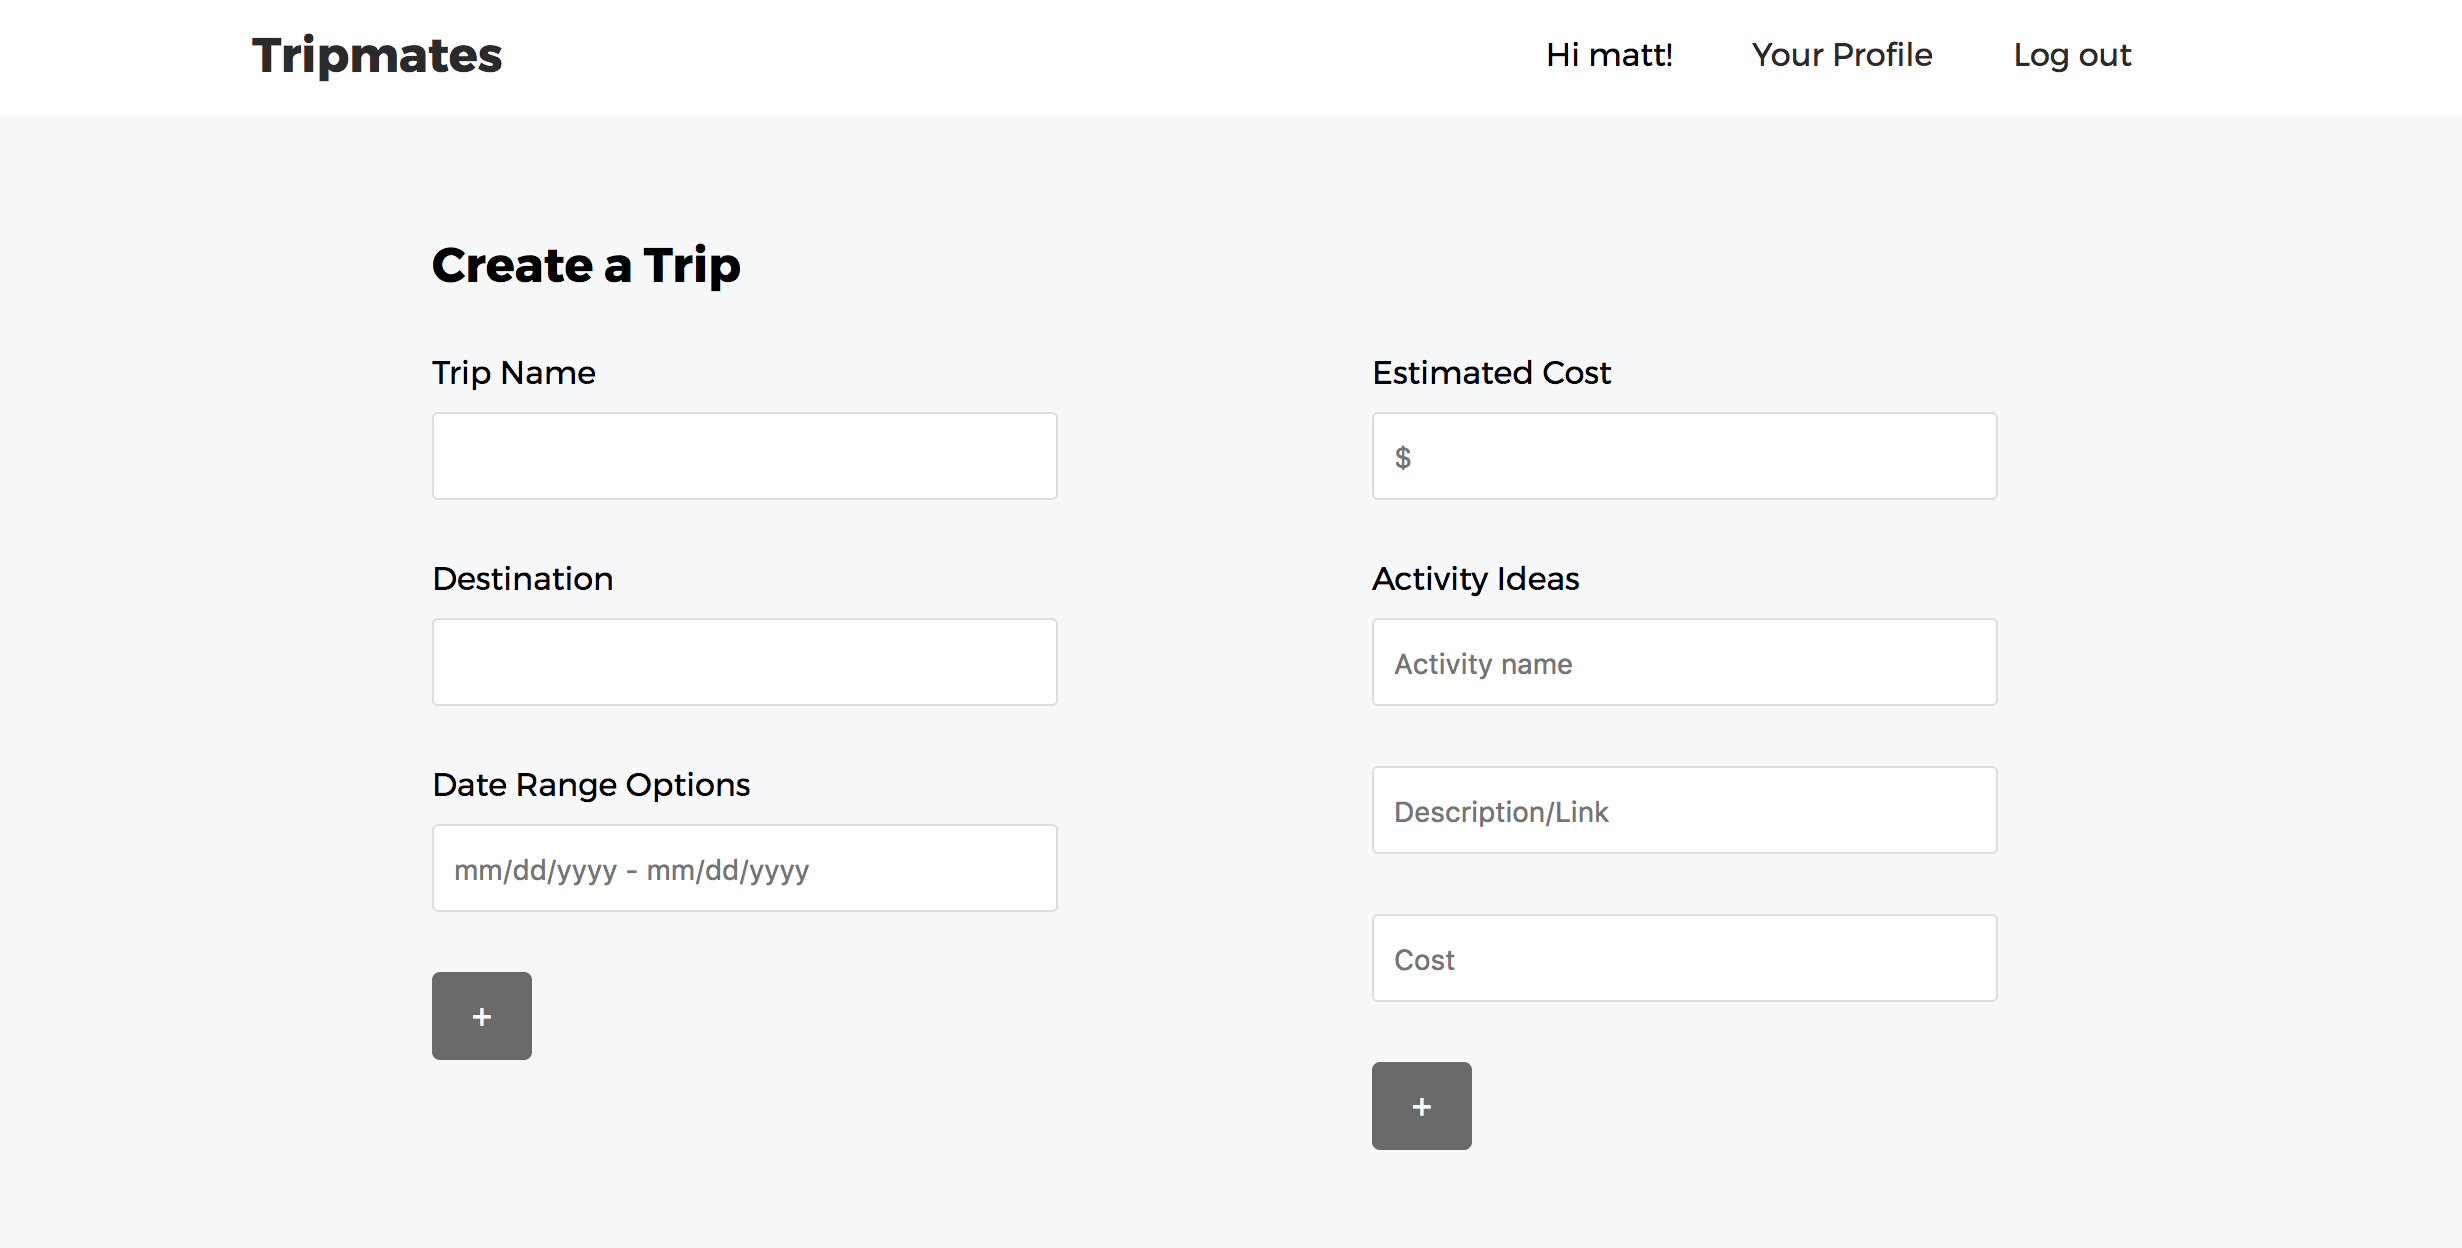 Tripmates
Hi matt!
Your Profile
Log out
Create a Trip
Trip Name
Destination
Date Range Options
mm/dd/yyyy - mm/dd/yyyy
+
Estimated Cost
$
Activity Ideas
Activity name
Description/Link
Cost
+